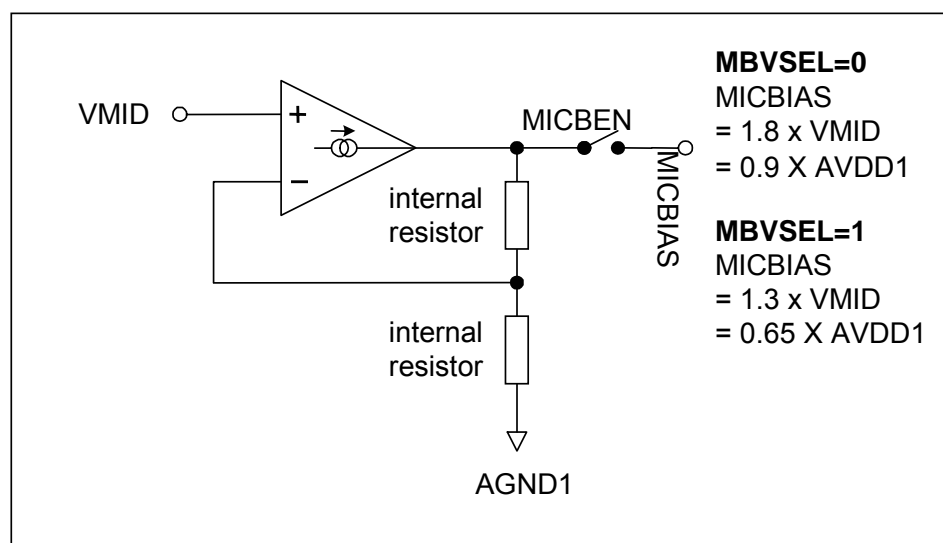 VMID
+
−
MICBEN
MICBIAS
internal
resistor
internal
resistor
AGND1
MBVSEL=0
MICBIAS
= 1.8 x VMID
= 0.9 X AVDD1
MBVSEL=1
MICBIAS
= 1.3 x VMID
= 0.65 X AVDD1